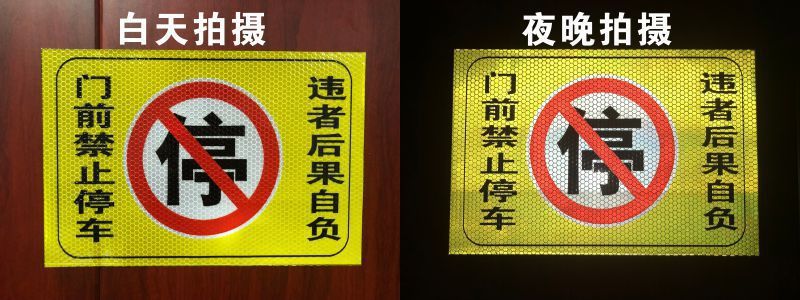 白天拍摄
门前禁止停车
停
违者后果自负
夜晚拍摄
门前禁止停车
停
违者后果自负